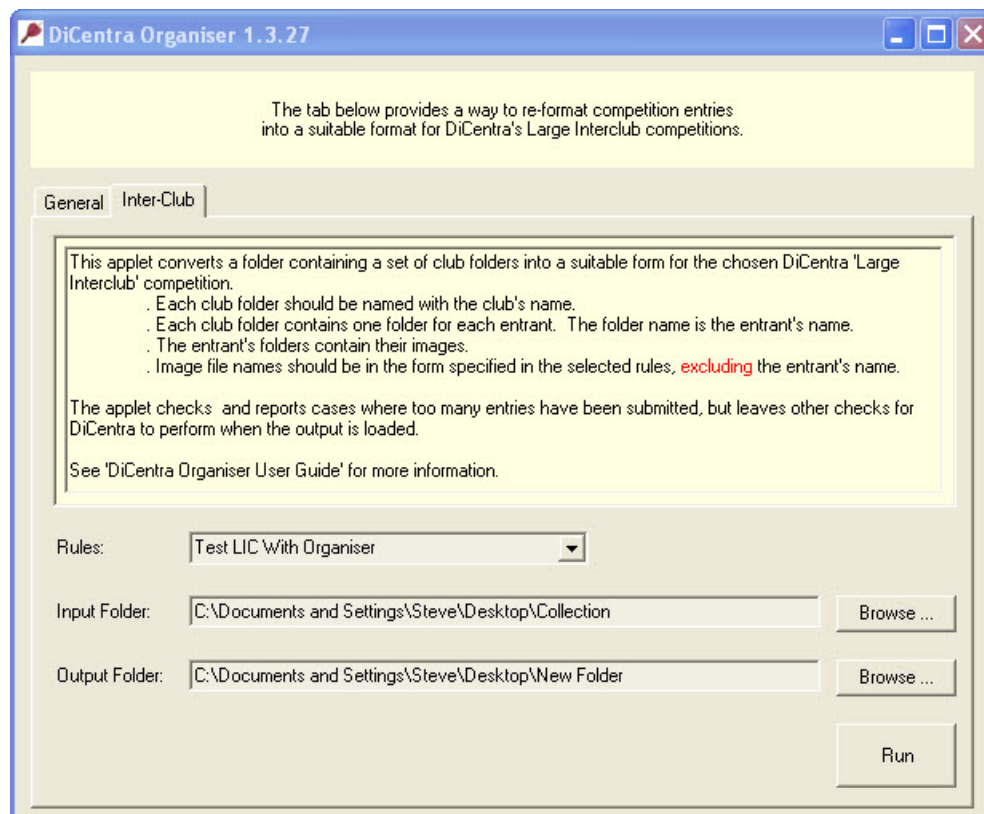 DiCentra Organiser 1.3.27
The tab below provides a way to re-format competition entries
into a suitable format for DiCentra's Large Interclub competitions.
General
Inter-Club
This applet converts a folder containing a set of club folders into a suitable form for the chosen DiCentra 'Large
Interclub' competition.
. Each club folder should be named with the club's name.
. Each club folder contains one folder for each entrant. The folder name is the entrant's name.
. The entrant's folders contain their images.
. Image file names should be in the form specified in the selected rules, excluding the entrant's name.
The applet checks and reports cases where too many entries have been submitted, but leaves other checks for
DiCentra to perform when the output is loaded.
See 'DiCentra Organiser User Guide' for more information.
Rules: Test LIC With Organiser
Input Folder: C:\Documents and Settings\Steve\Desktop\Collection Browse ...
Output Folder: C:\Documents and Settings\Steve\Desktop\New Folder Browse ...
Run